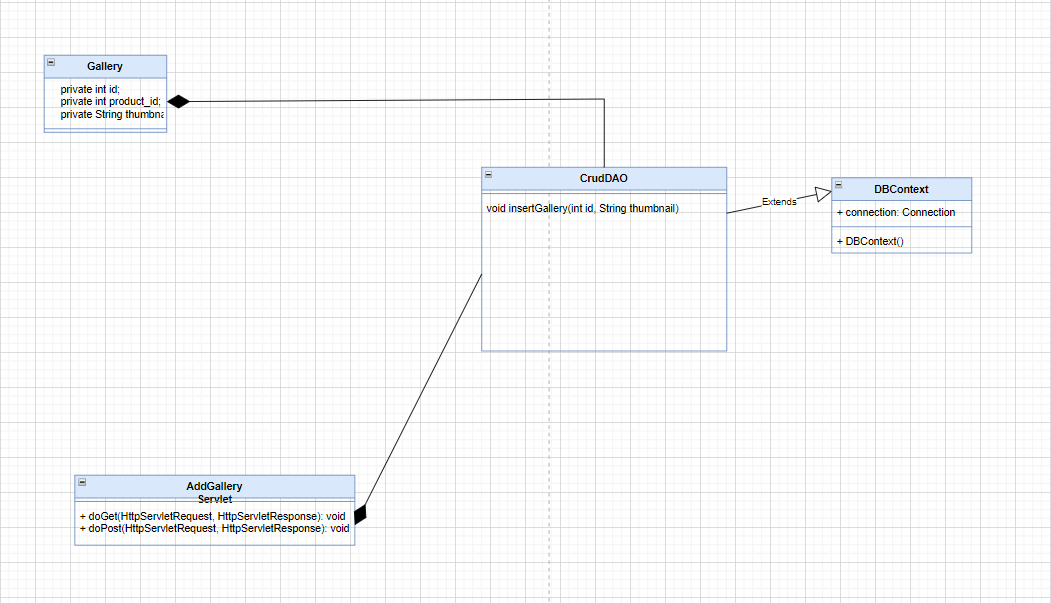 Gallery
private int id;
private int product_id;
private String thumbna
CrudDAO
void insertGallery(int id, String thumbnail)
Extends
DBContext
+ connection: Connection
+ DBContext()
AddGallery
Servlet
+ doGet(HttpServletRequest, HttpServletResponse): void
+ doPost(HttpServletRequest, HttpServletResponse): void